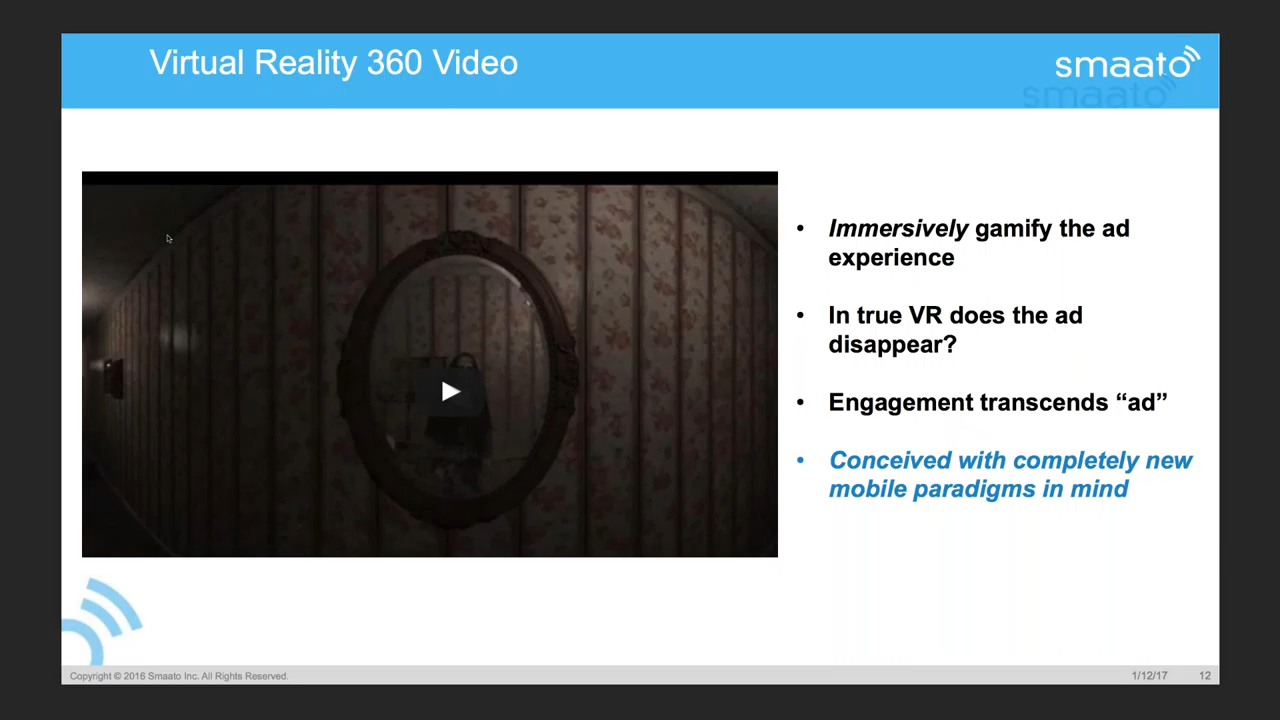 Virtual Reality 360 Video
smaato
smaato
• Immersively gamify the ad
experience
• In true VR does the ad
disappear?
• Engagement transcends “ad”
• Conceived with completely new
mobile paradigms in mind
Copyright © 2016 Smaato Inc. All Rights Reserved.
1/12/17
12